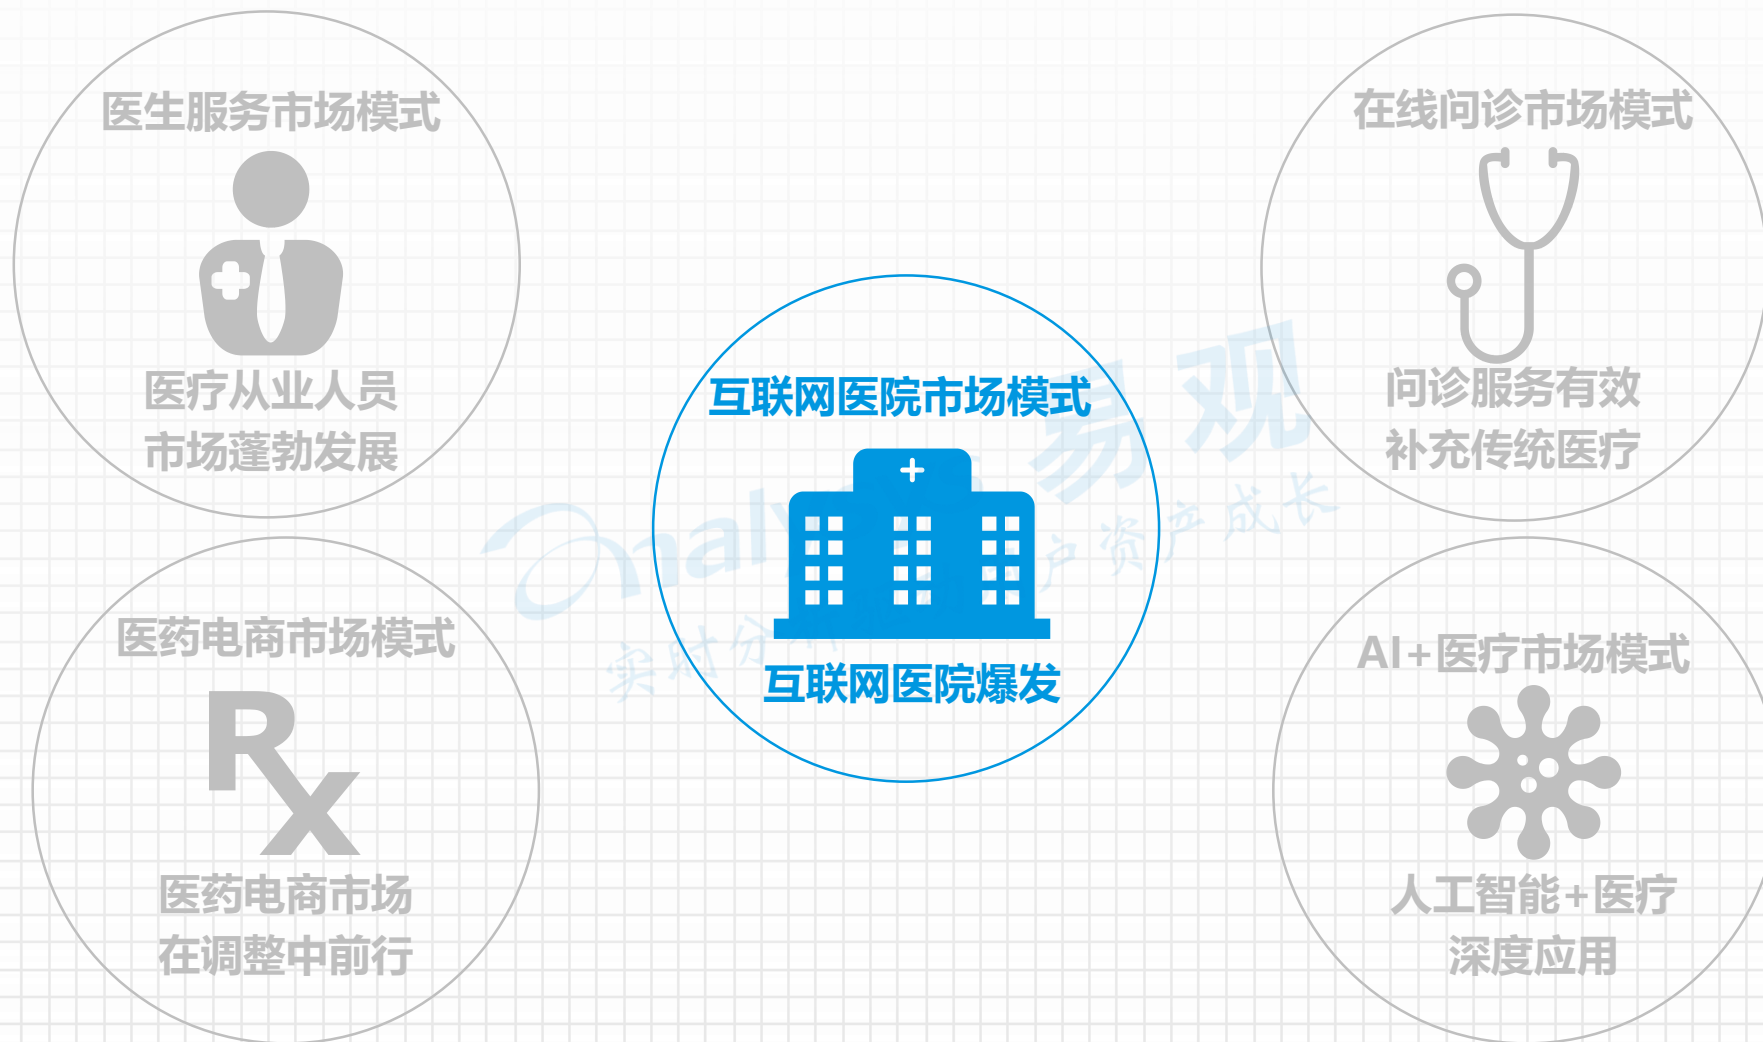 医生服务市场模式
医疗从业人员
市场蓬勃发展
在线问诊市场模式
问诊服务有效
补充传统医疗
互联网医院市场模式
互联网医院爆发
易观
医药电商市场模式
Rx
医药电商市场
在调整中前行
AI+医疗市场模式
人工智能+医疗
深度应用